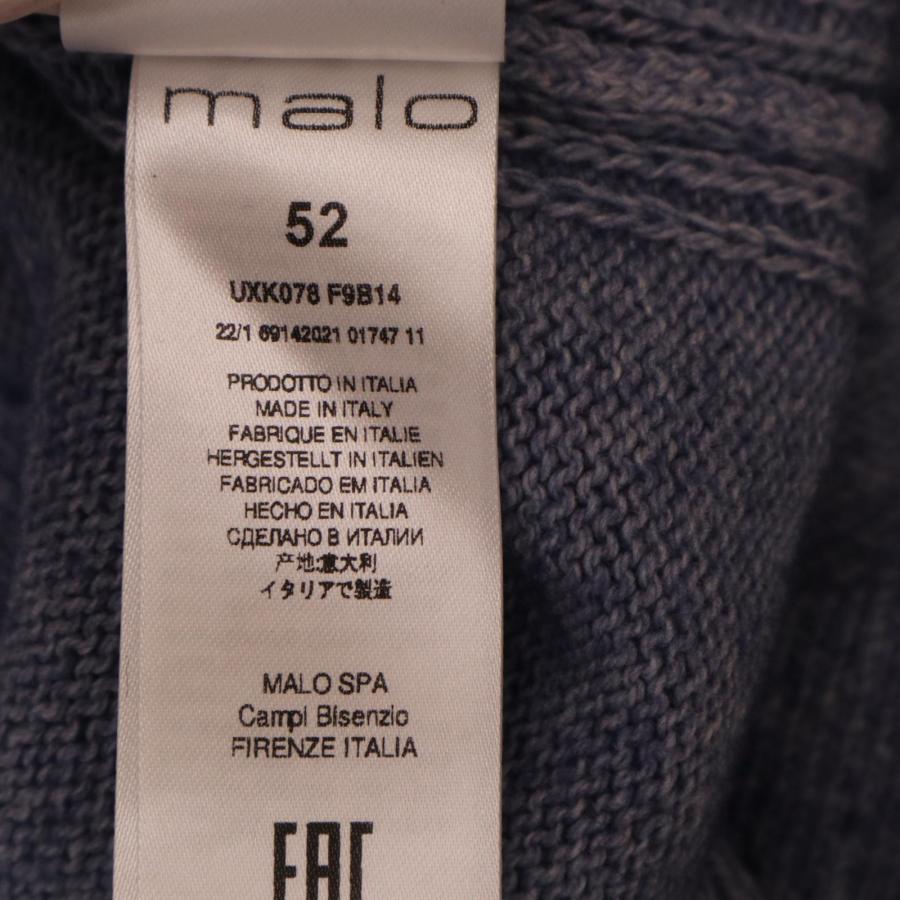 malo
52
UXK078 F9B14
22/1 69142021 01747 11
PRODOTTO IN ITALIA
MADE IN ITALY
FABRIQUE EN ITALIE
HERGESTELLT IN ITALIEN
FABRICADO EM ITALIA
HECHO EN ITALIA
СДЕЛАНО В ИТАЛИИ
产地:意大利
イタリアで製造
MALO SPA
Campi Bisenzio
FIRENZE ITALIA
EAC